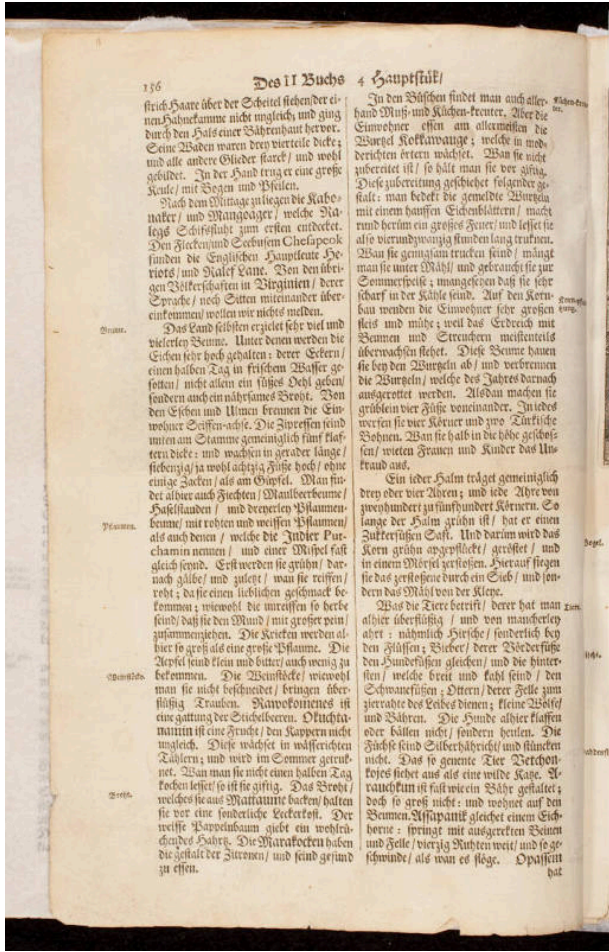 156
Des II Buchs 4 Hauptstük/
strich Haare über der Scheitel stehen/der ei-
nen Hahnekamme nicht ungleich; und ging
durch den Hals einer Bährenhaut hervor.
Seine Waden waren drey vierteile dicke;
und alle andere Glieder starck/ und wohl
gebildet. In der Hand trug er eine große
Keule/ mit Bogen und Pfeilen.
Nach dem Mittage zu liegen die Kabo-
naker/ und Mangoager/ welche Ra-
legs Schifsfluht zum ersten entdecket.
Den Flecken/und Seebusem Chesapeok
funden die Englischen Hauptleute He-
riots/ und Ralef Lane. Von den übri-
gen Völkerschaften in Virginien/ derer
Sprache/ noch Sitten miteinander über-
einkommen/ wollen wir nichts melden.
Beume.
Das Land selbsten erzielet sehr viel und
vielerley Beume. Unter denen werden die
Eichen sehr hoch gehalten: derer Eckern/
einen halben Tag in frischem Wasser ge-
sotten/ nicht allein ein süßes Oehl geben/
sondern auch ein nährsames Broht. Von
den Eschen und Ulmen brennen die Ein-
wohner Seiffen-asche. Die Zipressen seind
unten am Stamme gemeiniglich fünf klaf-
tern dicke: und wachsen in gerader länge/
siebenzig/ ja wohl achtzig Füße hoch/ ohne
einige Zacken/ als am Güpfel. Man fin-
det alhier auch Fiechten/ Maulbeerbeume/
Haselstauden/ und dreyerley Pflaumen-
beume/ mit rohten und weissen Pflaumen/
Pflaumen.
als auch denen/ welche die Indier Put-
chamin nennen/ und einer Mispel fast
gleich seynd. Erst werden sie grühn/ dar-
nach gälbe/ und zuletzt/ wan sie reiffen/
roht; da sie einen lieblichen geschmack be-
kommen; wiewohl die unreiffen so herbe
seind/ daß sie den Mund/ mit großer pein/
zusammenziehen. Die Kricken werden al-
hier so groß als eine große Pflaume. Die
Aepfel seind klein und bitter/ auch wenig zu
Weinstöcke.
bekommen. Die Weinstöcke/ wiewohl
man sie nicht beschneidet/ bringen über-
flüßig Trauben. Rawokomenes ist
eine gattung der Stichelbeeren. Okuchta-
namin ist eine Frucht/ den Kappern nicht
ungleich. Diese wächset in wässerichten
Tählern; und wird im Sommer getruk-
net. Wan man sie nicht einen halben Tag
kochen lesset/ so ist sie giftig. Das Broht/
Broht.
welches sie aus Mattaume backen/ halten
sie vor eine sonderliche Leckerkost. Der
weisse Pappelnbaum giebt ein wohlrü-
chendes Hahrtz. Die Marakocken haben
die gestalt der Zitronen/ und seind gesund
zu essen.
In den Büschen findet man auch aller-
hand Muß- und Küchen-kreuter. Aber die
Einwohner essen am allermeisten die
Wurtzel Kokkawange; welche in mod-
derichten örtern wächset. Wan sie nicht
zubereitet ist/ so hält man sie vor giftig.
Diese zubereitung geschiehet folgender ge-
stalt: man bedekt die gemeldte Wurtzeln
mit einem hauffen Eichenblättern/ macht
rund herüm ein großes Feuer/ und lesset sie
also vierundzwanzig stunden lang truknen.
Wan sie genugsam trucken seind/ mängt
man sie unter Mähl/ und gebraucht sie zur
Sommerspeise; unangesehen daß sie sehr
scharf in der Kähle seind. Auf den Korn-
bau wenden die Einwohner sehr großen
fleis und mühe; weil das Erdreich mit
Beumen und Streuchern meistenteils
überwachsen stehet. Diese Beume hauen
sie bey den Wurtzeln ab/ und verbrennen
die Wurtzeln/ welche des Jahres darnach
ausgerottet werden. Alsdan machen sie
grüblein vier Füße voneinander. In iedes
werfen sie vier Körner und zwo Türkische
Bohnen. Wan sie halb in die höhe geschos-
sen/ wieten Frauen und Kinder das Un-
kraud aus.
Ein ieder Halm träget gemeiniglich
drey oder vier Ahren; und iede Ahre von
zweyhundert zu fünfhundert Körnern. So
lange der Halm grühn ist/ hat er einen
Zukkersüßen Saft. Und darüm wird das
Korn grühn abgepflückt/ geröstet/ und
in einem Mörsel zerstoßen. Hierauf siegen
sie das zerstoßene durch ein Sieb/ und son-
dern das Mähl von der Kleye.
Was die Tiere betrift/ derer hat man
Tiere.
alhier überflüßig/ und von mancherley
ahrt: nähmlich Hirsche/ sonderlich bey
den Flüssen; Bieber/ derer Vörderfüße
den Hundefüßen gleichen/ und die hinter-
sten/ welche breit und kahl seind/ den
Schwanefüßen; Ottern/ derer Felle zum
zierrahte des Leibes dienen; kleine Wölfe/
und Bähren. Die Hunde alhier klaffen
oder bällen nicht/ sondern heulen. Die
Füchse seind Silberhähricht/ und stüncken
nicht. Das so genente Tier Vetchon-
kojes siehet aus als eine wilde Katze. A-
rauchkun ist fast wie ein Bähr gestaltet;
doch so groß nicht: und wohnet auf den
Beumen. Assapanik gleichet einem Eich-
horne: springt mit ausgerekten Beinen
und Felle/ vierzig Ruhten weit/ und so ge-
schwinde/ als wan es flöge. Opassem
hat